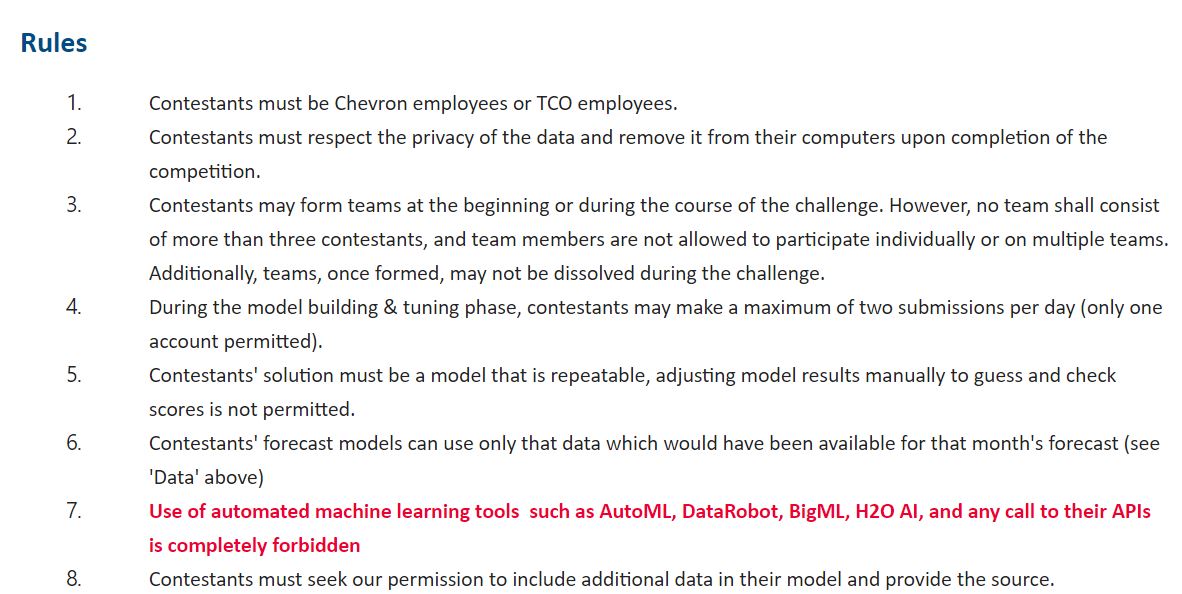 Rules
1. Contestants must be Chevron employees or TCO employees.
2. Contestants must respect the privacy of the data and remove it from their computers upon completion of the
competition.
3. Contestants may form teams at the beginning or during the course of the challenge. However, no team shall consist
of more than three contestants, and team members are not allowed to participate individually or on multiple teams.
Additionally, teams, once formed, may not be dissolved during the challenge.
4. During the model building & tuning phase, contestants may make a maximum of two submissions per day (only one
account permitted).
5. Contestants' solution must be a model that is repeatable, adjusting model results manually to guess and check
scores is not permitted.
6. Contestants' forecast models can use only that data which would have been available for that month's forecast (see
'Data' above)
7. Use of automated machine learning tools  such as AutoML, DataRobot, BigML, H2O AI, and any call to their APIs
is completely forbidden
8. Contestants must seek our permission to include additional data in their model and provide the source.